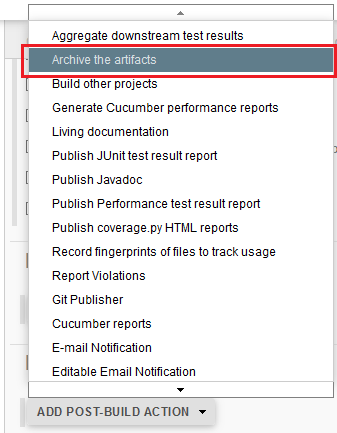 Aggregate downstream test results
Archive the artifacts
Build other projects
Generate Cucumber performance reports
Living documentation
Publish JUnit test result report
Publish Javadoc
Publish Performance test result report
Publish coverage.py HTML reports
Record fingerprints of files to track usage
Report Violations
Git Publisher
Cucumber reports
E-mail Notification
Editable Email Notification
ADD POST-BUILD ACTION